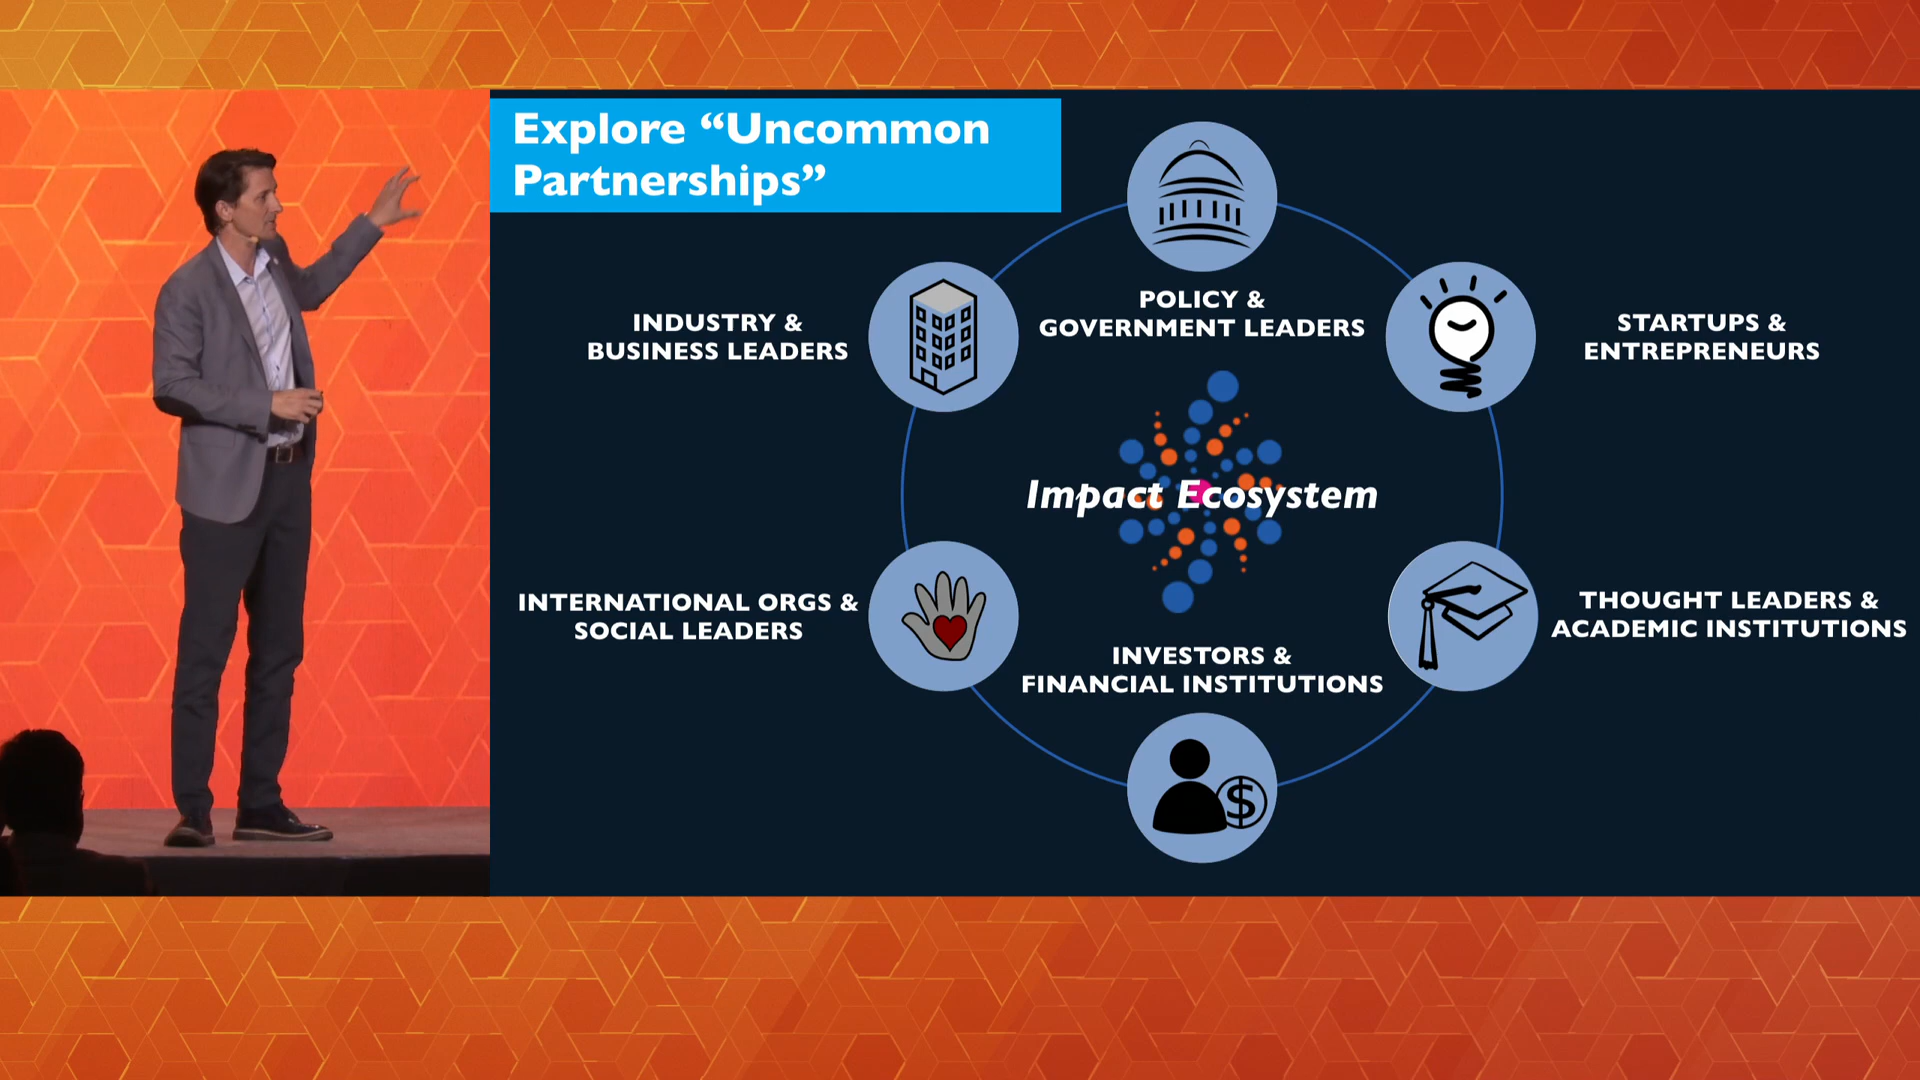 Explore “Uncommon
Partnerships”
POLICY &
GOVERNMENT LEADERS
INDUSTRY &
BUSINESS LEADERS
STARTUPS &
ENTREPRENEURS
Impact Ecosystem
INTERNATIONAL ORGS &
SOCIAL LEADERS
THOUGHT LEADERS &
ACADEMIC INSTITUTIONS
INVESTORS &
FINANCIAL INSTITUTIONS
$